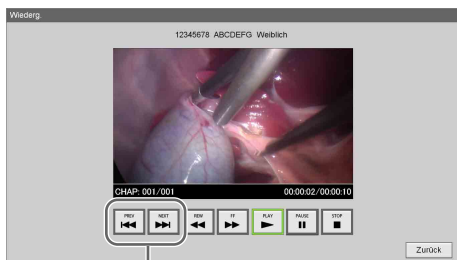 Wiederg.
12345678 ABCDEFG Weiblich
CHAP: 001/001 00:00:02/00:00:10
PREV NEXT REW FF PLAY PAUSE STOP
Zurück